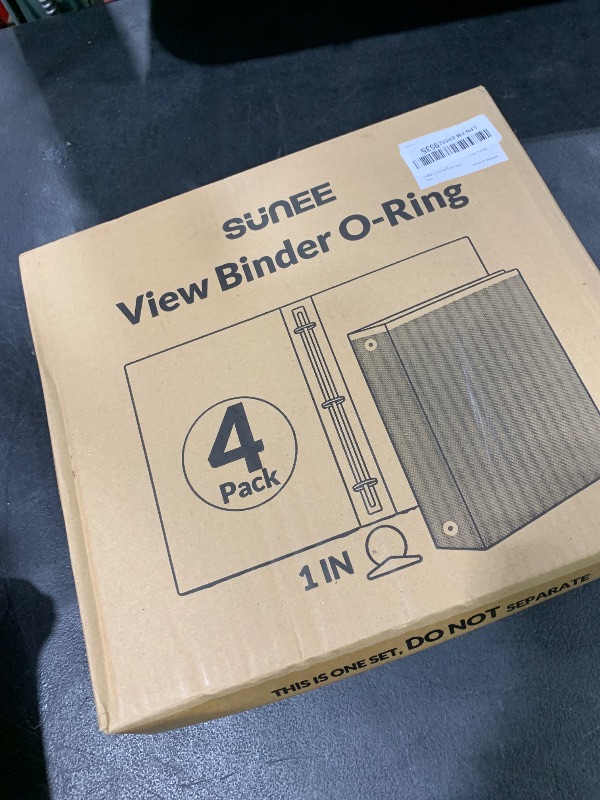 SUNEE
View Binder O-Ring
4
Pack
1 IN
THIS IS ONE SET, DO NOT SEPARATE